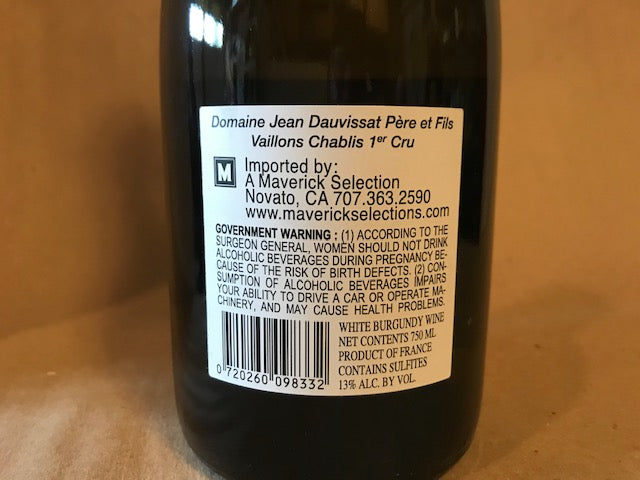 Domaine Jean Dauvissat Père et Fils
Vaillons Chablis 1er Cru
M
Imported by:
A Maverick Selection
Novato, CA 707.363.2590
www.maverickselections.com
GOVERNMENT WARNING : (1) ACCORDING TO THE
SURGEON GENERAL, WOMEN SHOULD NOT DRINK
ALCOHOLIC BEVERAGES DURING PREGNANCY BE-
CAUSE OF THE RISK OF BIRTH DEFECTS. (2) CON-
SUMPTION OF ALCOHOLIC BEVERAGES IMPAIRS
YOUR ABILITY TO DRIVE A CAR OR OPERATE MA-
CHINERY, AND MAY CAUSE HEALTH PROBLEMS.
WHITE BURGUNDY WINE
NET CONTENTS 750 ML
PRODUCT OF FRANCE
CONTAINS SULFITES
13% ALC. BY VOL.
0 720260 098332